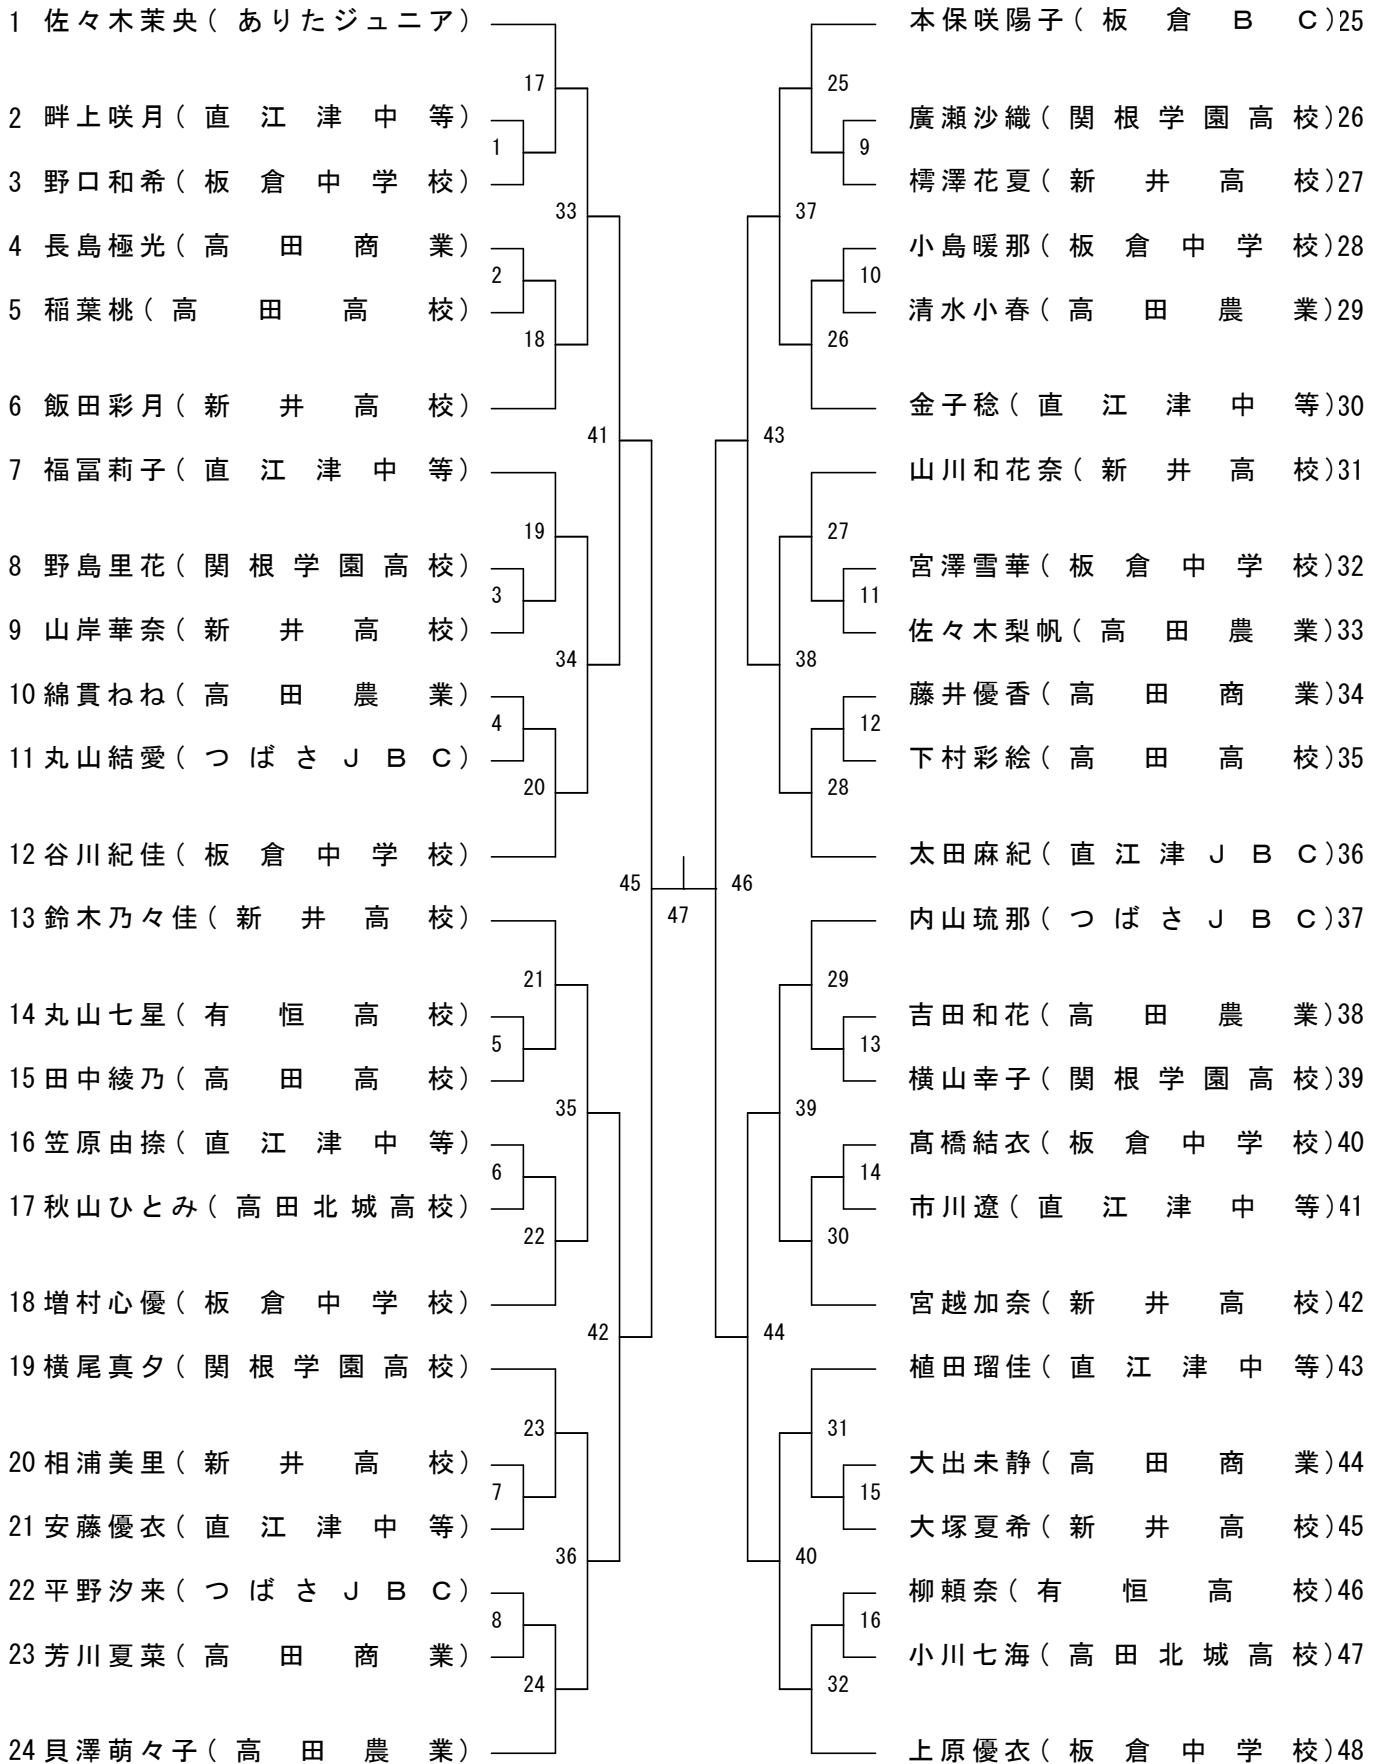 1 佐々木茉央(ありたジュニア)
2 畔上咲月(直江津中等)
3 野口和希(板倉中学校)
4 長島極光(高田商業)
5 稲葉桃(高田高校)
6 飯田彩月(新井高校)
7 福冨莉子(直江津中等)
8 野島里花(関根学園高校)
9 山岸華奈(新井高校)
10 綿貫ねね(高田農業)
11 丸山結愛(つばさJBC)
12 谷川紀佳(板倉中学校)
13 鈴木乃々佳(新井高校)
14 丸山七星(有恒高校)
15 田中綾乃(高田高校)
16 笠原由捺(直江津中等)
17 秋山ひとみ(高田北城高校)
18 増村心優(板倉中学校)
19 横尾真夕(関根学園高校)
20 相浦美里(新井高校)
21 安藤優衣(直江津中等)
22 平野汐来(つばさJBC)
23 芳川夏菜(高田商業)
24 貝澤萌々子(高田農業)
17
1
33
2
18
41
19
3
34
4
20
45
21
5
35
6
22
42
23
7
36
8
24
47
46
25
9
37
10
26
43
27
11
38
12
28
29
13
39
14
30
44
31
15
40
16
32
本保咲陽子(板倉BC)25
廣瀬沙織(関根学園高校)26
樗澤花夏(新井高校)27
小島暖那(板倉中学校)28
清水小春(高田農業)29
金子稔(直江津中等)30
山川和花奈(新井高校)31
宮澤雪華(板倉中学校)32
佐々木梨帆(高田農業)33
藤井優香(高田商業)34
下村彩絵(高田高校)35
太田麻紀(直江津JBC)36
内山琉那(つばさJBC)37
吉田和花(高田農業)38
横山幸子(関根学園高校)39
髙橋結衣(板倉中学校)40
市川遼(直江津中等)41
宮越加奈(新井高校)42
植田瑠佳(直江津中等)43
大出未静(高田商業)44
大塚夏希(新井高校)45
柳頼奈(有恒高校)46
小川七海(高田北城高校)47
上原優衣(板倉中学校)48